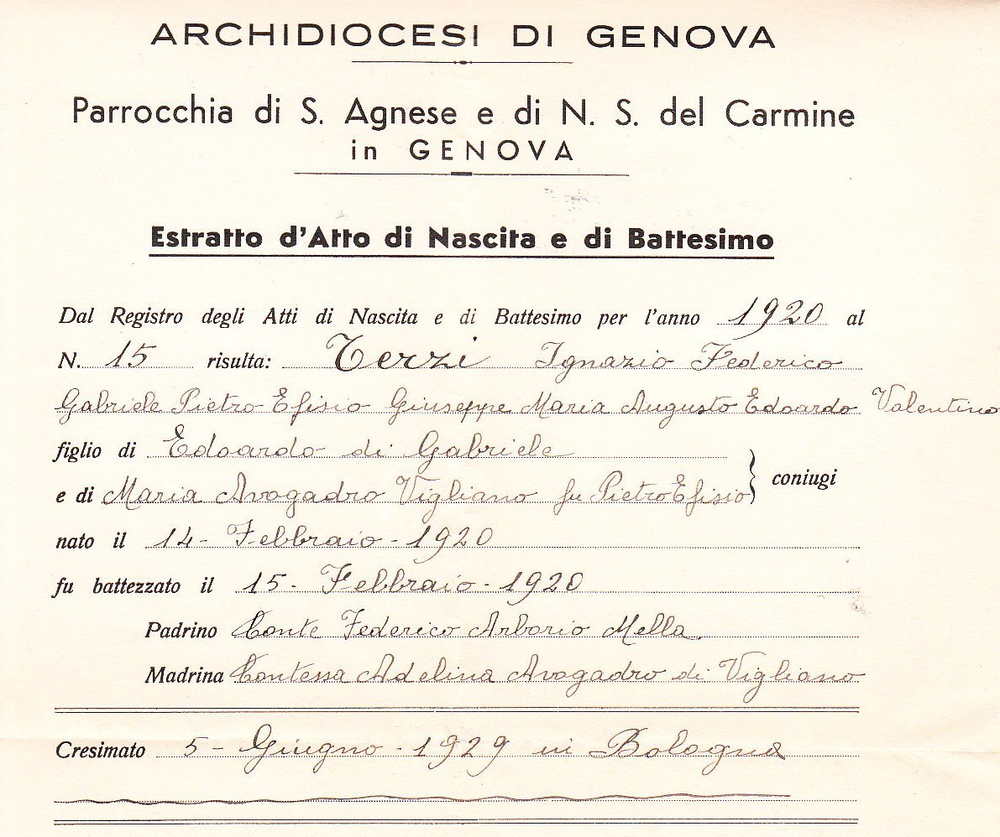 ARCHIDIOCESI DI GENOVA
Parrocchia di S. Agnese e di N. S. del Carmine
in GENOVA
Estratto d'Atto di Nascita e di Battesimo
Dal Registro degli Atti di Nascita e di Battesimo per l'anno 1920 al
N. 15 risulta: Terzi Ignazio Federico
Gabriele Pietro Efisio Giuseppe Maria Augusto Edoardo Valentino
figlio di Edoardo di Gabriele
e di Maria Avogadro Vigliano fu Pietro Efisio } coniugi
nato il 14 - Febbraio - 1920
fu battezzato il 15 - Febbraio - 1920
Padrino Conte Federico Arborio Mella
Madrina Contessa Adelina Avogadro di Vigliano
Cresimato 5 - Giugno - 1929 in Bologna